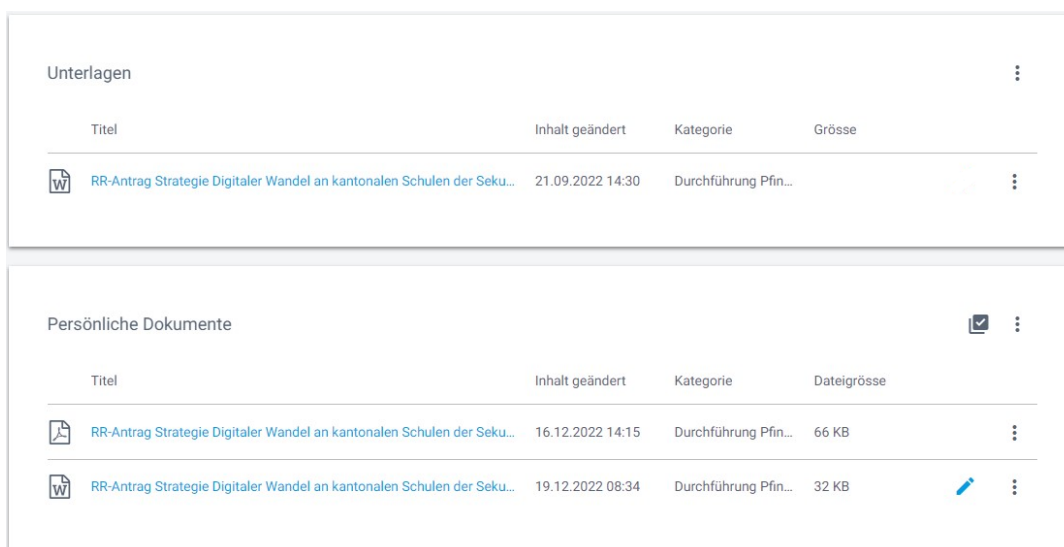 Unterlagen
Titel Inhalt geändert Kategorie Grösse
W RR-Antrag Strategie Digitaler Wandel an kantonalen Schulen der Seku... 21.09.2022 14:30 Durchführung Pfin...
Persönliche Dokumente
Titel Inhalt geändert Kategorie Dateigrösse
RR-Antrag Strategie Digitaler Wandel an kantonalen Schulen der Seku... 16.12.2022 14:15 Durchführung Pfin... 66 KB
W RR-Antrag Strategie Digitaler Wandel an kantonalen Schulen der Seku... 19.12.2022 08:34 Durchführung Pfin... 32 KB